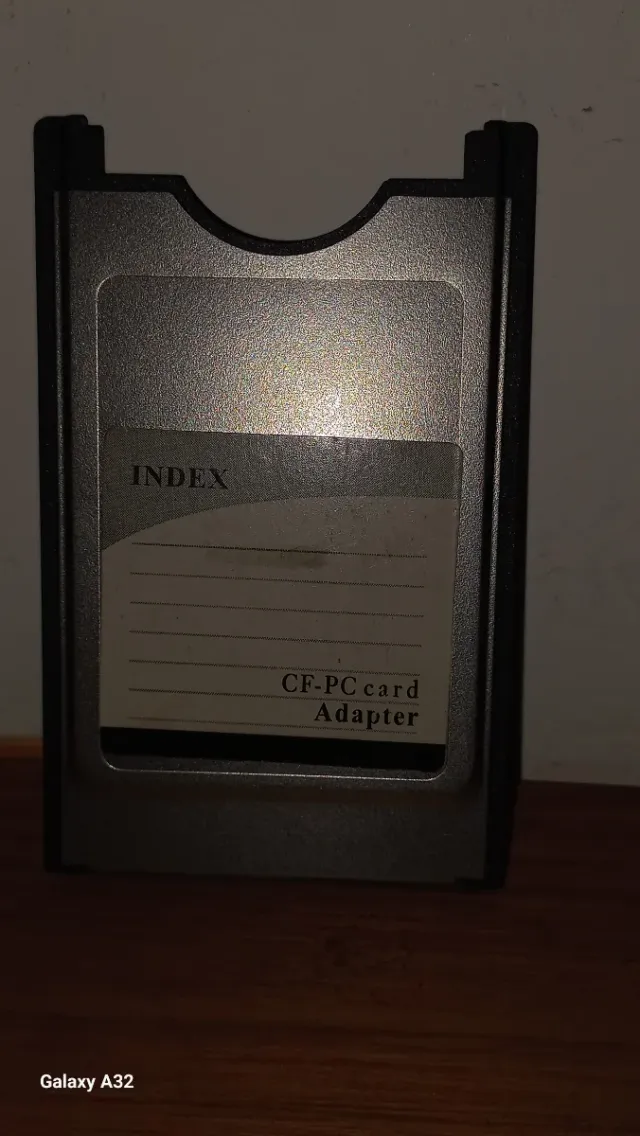 INDEX
CF-PC card
Adapter
Galaxy A32